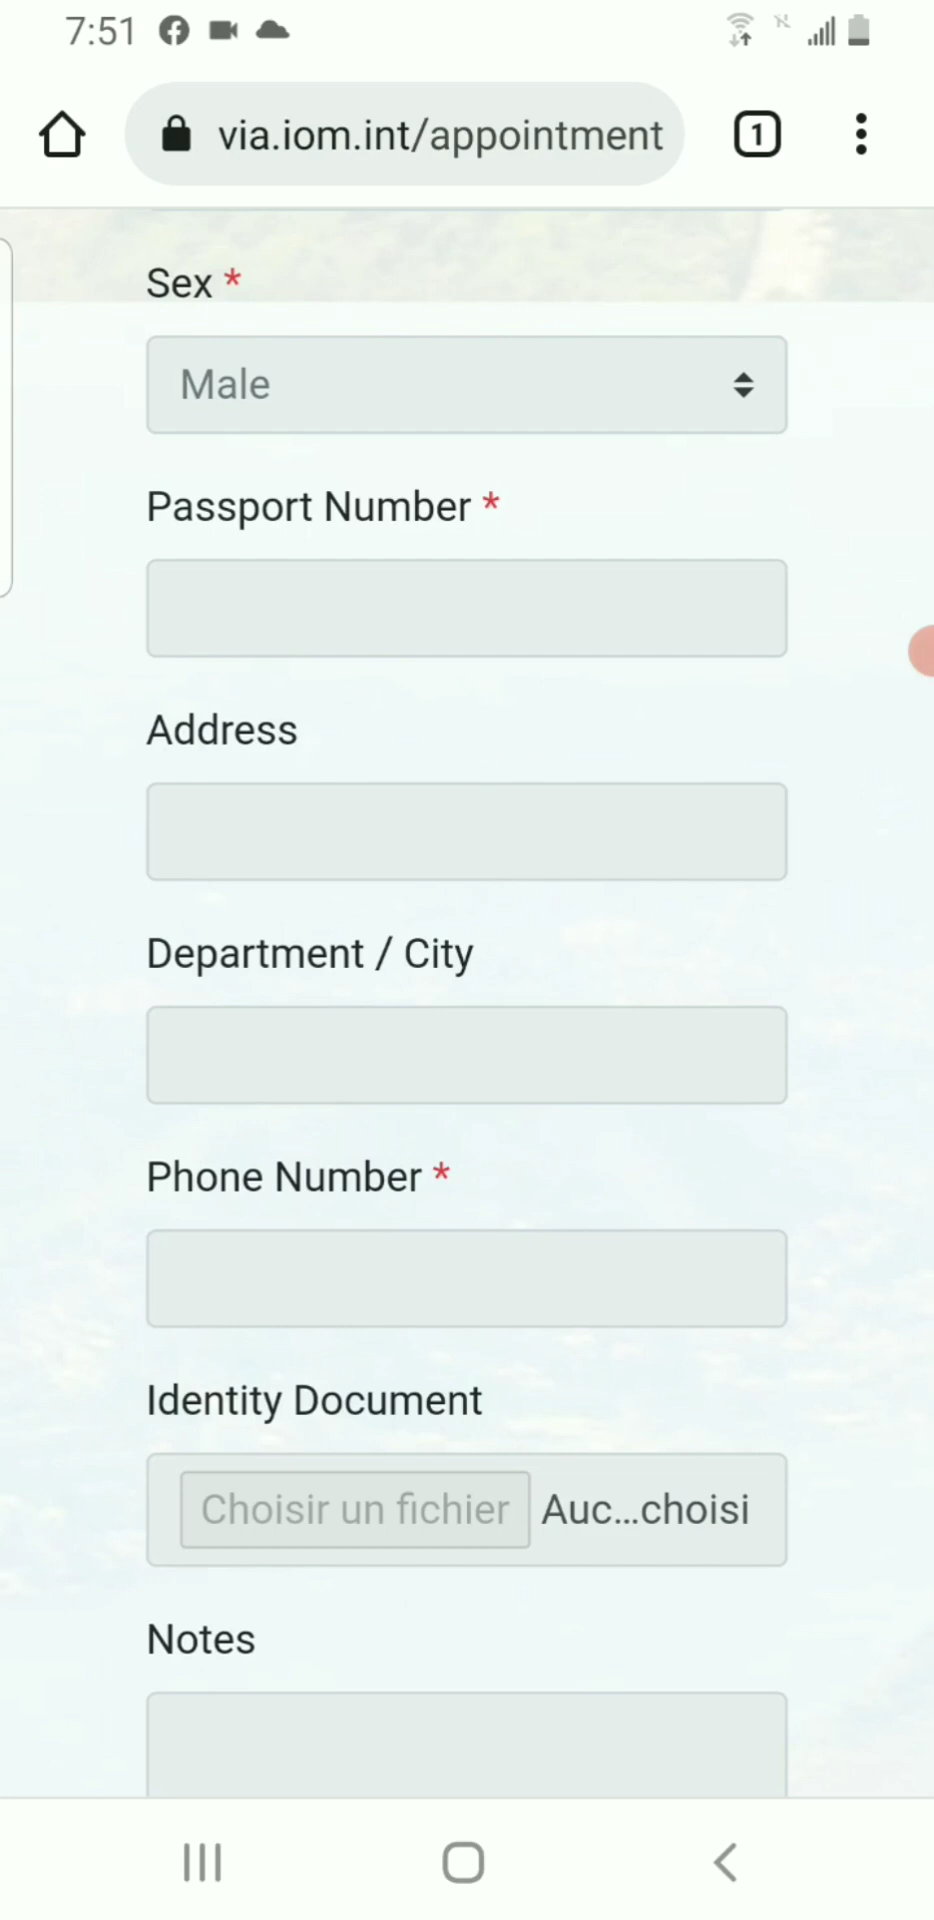 7:51
via.iom.int/appointment
1
Sex *
Male
Passport Number *
Address
Department / City
Phone Number *
Identity Document
Choisir un fichier Auc...choisi
Notes